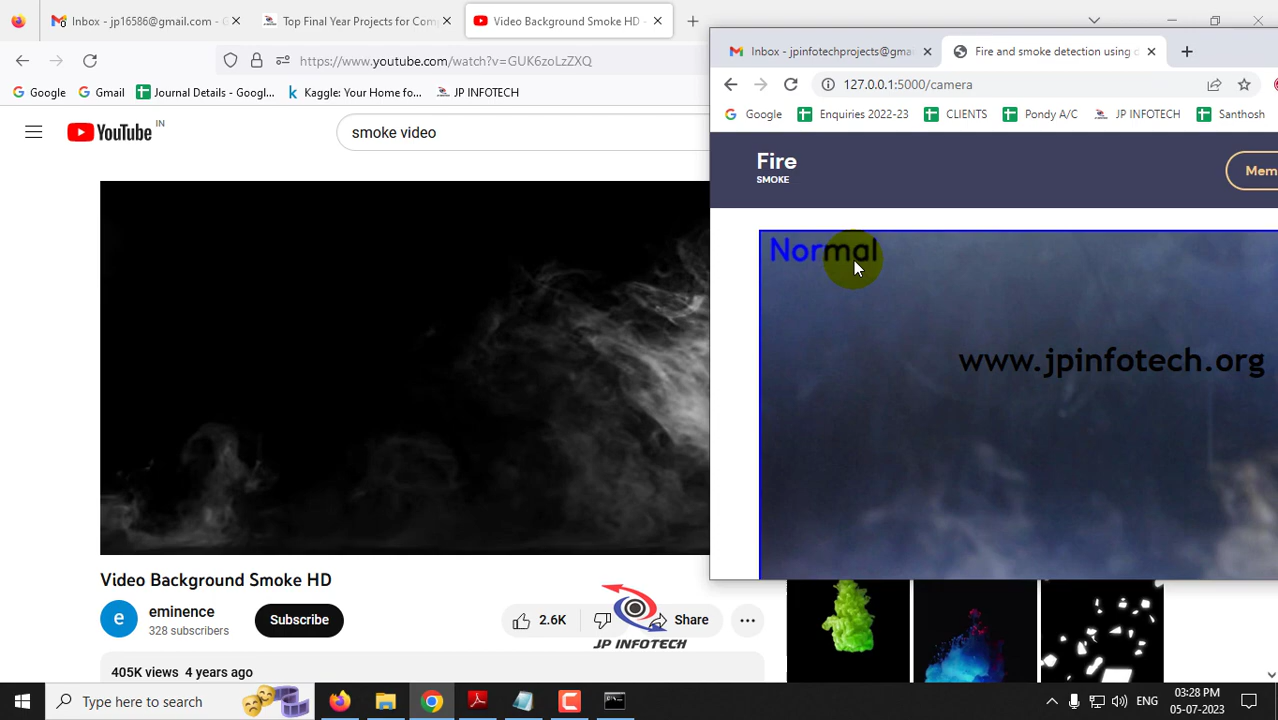 Inbox - jp16586@gmail.com - G
Top Final Year Projects for Com
Video Background Smoke HD -
https://www.youtube.com/watch?v=GUK6zoLzZXQ
Google
Gmail
Journal Details - Googl...
Kaggle: Your Home fo...
JP INFOTECH
YouTube IN
smoke video
Inbox - jpinfotechprojects@gma
Fire and smoke detection using d
127.0.0.1:5000/camera
Google
Enquiries 2022-23
CLIENTS
Pondy A/C
JP INFOTECH
Santhosh
Fire
SMOKE
Mem
Normal
www.jpinfotech.org
Video Background Smoke HD
e
eminence
328 subscribers
Subscribe
2.6K
Share
JP INFOTECH
405K views 4 years ago
Type here to search
ENG
03:28 PM
05-07-2023